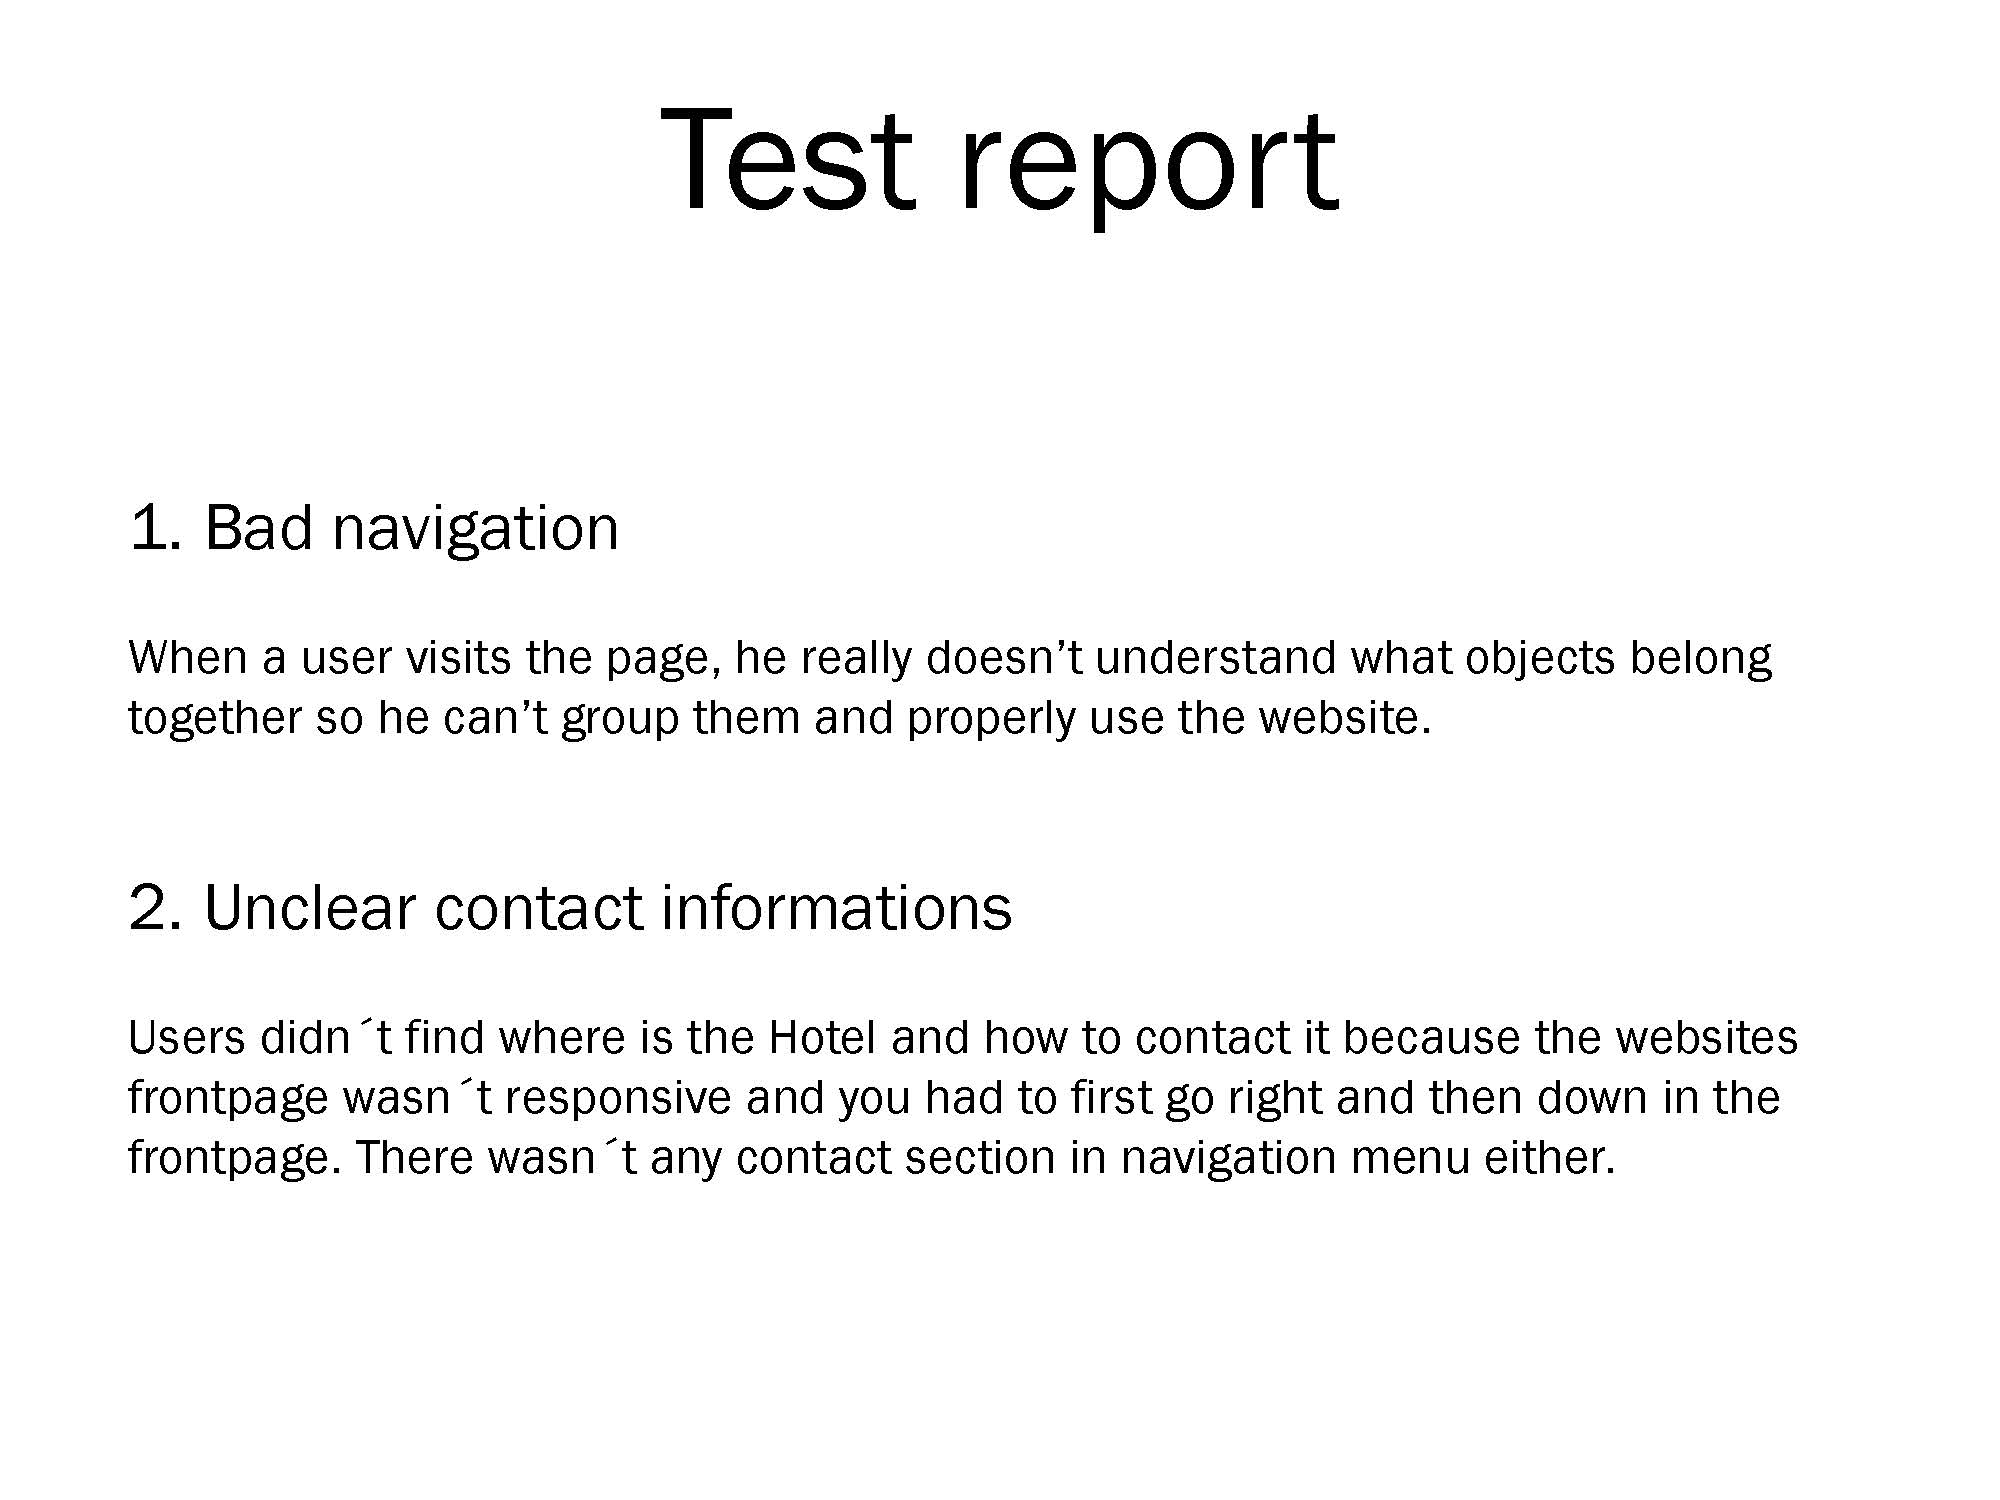 Test report
1. Bad navigation
When a user visits the page, he really doesn’t understand what objects belong
together so he can’t group them and properly use the website.
2. Unclear contact informations
Users didn´t find where is the Hotel and how to contact it because the websites
frontpage wasn´t responsive and you had to first go right and then down in the
frontpage. There wasn´t any contact section in navigation menu either.